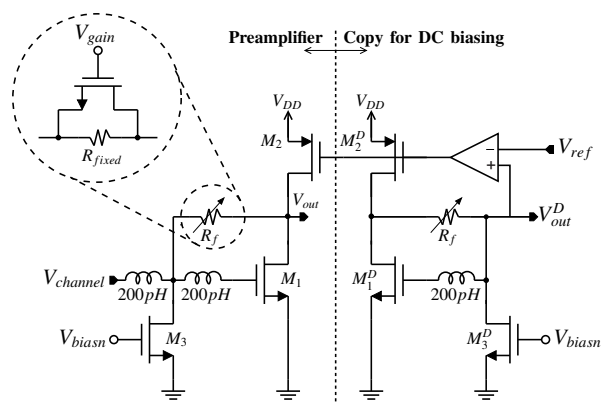 V_gain
R_fixed
Preamplifier
Copy for DC biasing
V_DD
V_DD
M_2
M_2^D
−
+
V_ref
V_out
V_out^D
R_f
R_f
V_channel
200pH
200pH
M_1
M_1^D
200pH
V_biasn
M_3
M_3^D
V_biasn